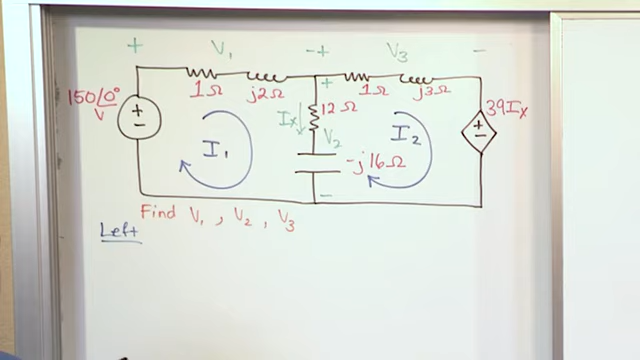 + V₁ -+ V₃ -
150/0° V + - 1Ω j2Ω + 1Ω j3Ω 39Iₓ + -
Iₓ 12Ω
I₁ V₂ I₂
-j16Ω
-
Find V₁ , V₂ , V₃
Left